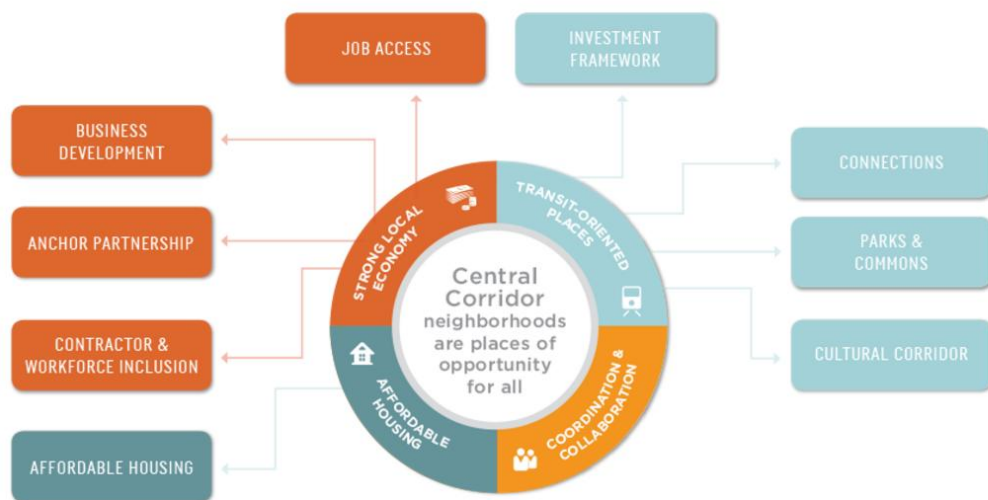 JOB ACCESS
INVESTMENT
FRAMEWORK
BUSINESS
DEVELOPMENT
CONNECTIONS
ANCHOR PARTNERSHIP
PARKS &
COMMONS
CONTRACTOR &
WORKFORCE INCLUSION
CULTURAL CORRIDOR
AFFORDABLE HOUSING
STRONG LOCAL
ECONOMY
TRANSIT-ORIENTED
PLACES
AFFORDABLE
HOUSING
COORDINATION &
COLLABORATION
Central
Corridor
neighborhoods
are places of
opportunity
for all